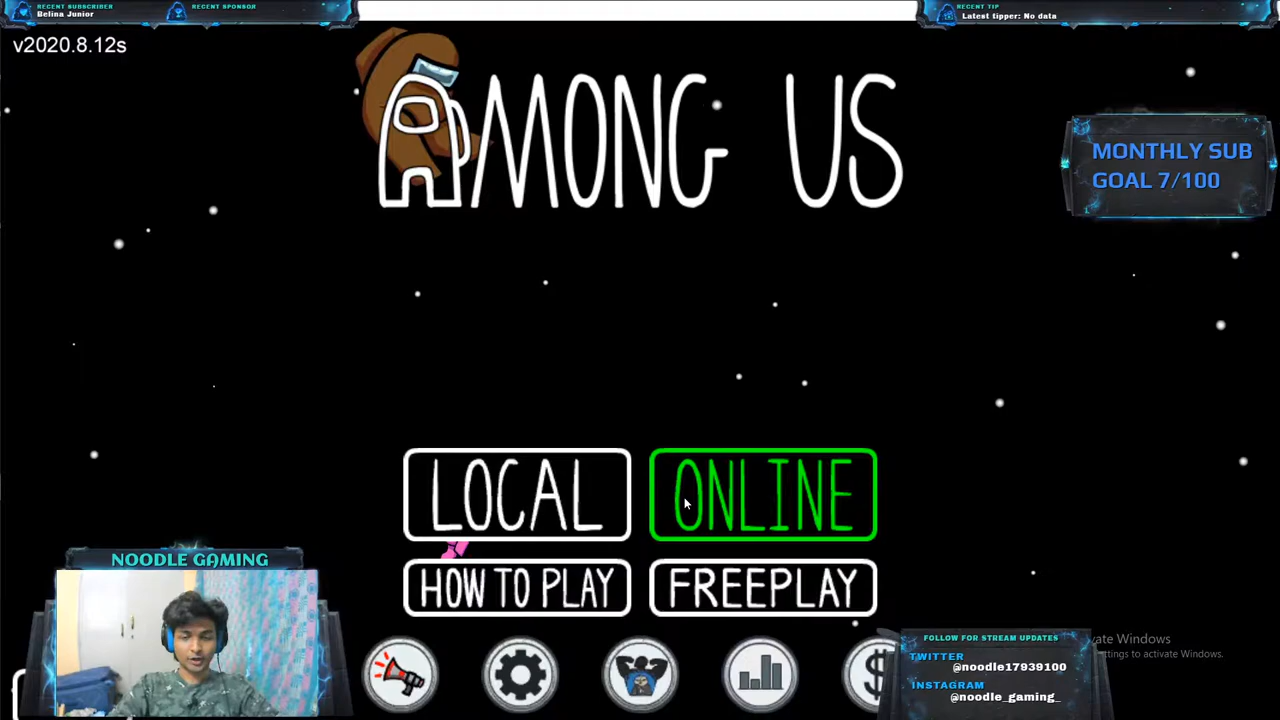 RECENT SUBSCRIBER
Belina Junior
RECENT SPONSOR
RECENT TIP
Latest tipper: No data
v2020.8.12s
AMONG US
MONTHLY SUB
GOAL 7/100
LOCAL
ONLINE
HOW TO PLAY
FREEPLAY
NOODLE GAMING
FOLLOW FOR STREAM UPDATES
TWITTER
@noodle17939100
INSTAGRAM
@noodle_gaming_
vate Windows
ettings to activate Windows.